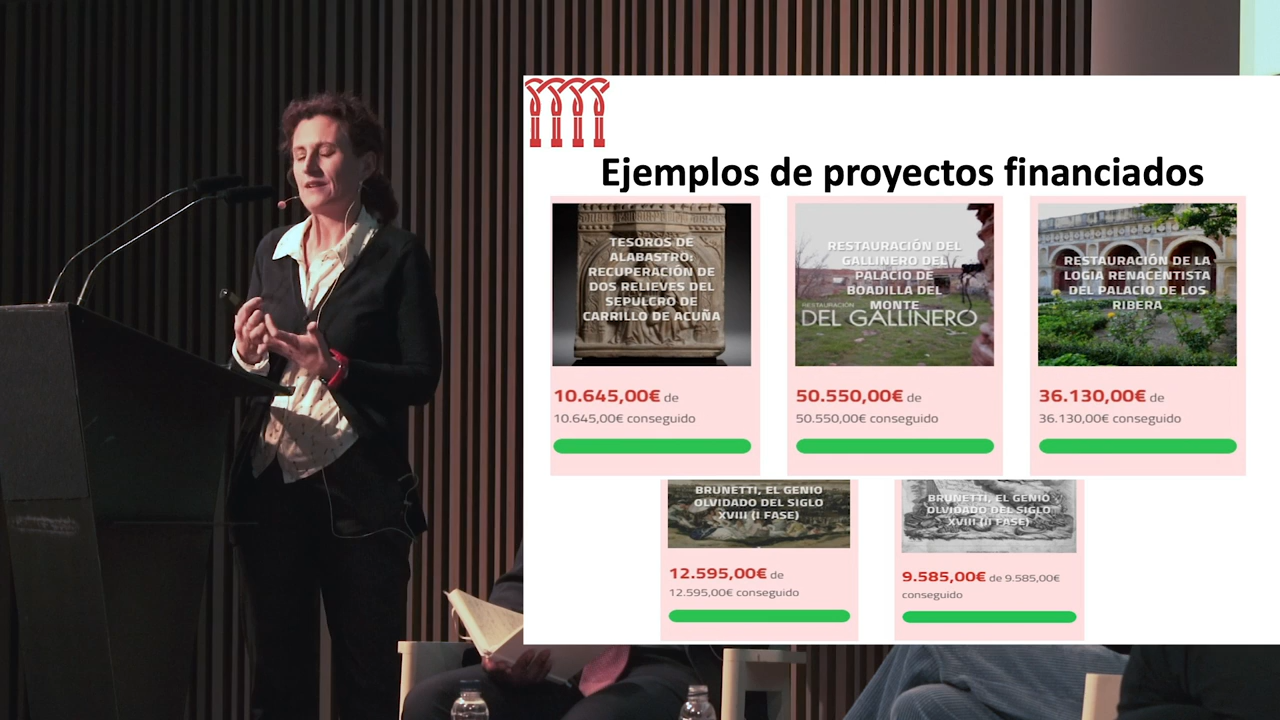 Ejemplos de proyectos financiados
TESOROS DE
ALABASTRO:
RECUPERACIÓN DE
DOS RELIEVES DEL
SEPULCRO DE
CARRILLO DE ACUÑA
10.645,00€ de
10.645,00€ conseguido
RESTAURACIÓN DEL
GALLINERO DEL
PALACIO DE
BOADILLA DEL
MONTE
RESTAURACIÓN
DEL GALLINERO
50.550,00€ de
50.550,00€ conseguido
RESTAURACIÓN DE LA
LOGIA RENACENTISTA
DEL PALACIO DE LOS
RIBERA
36.130,00€ de
36.130,00€ conseguido
BRUNETTI, EL GENIO
OLVIDADO DEL SIGLO
XVIII (I FASE)
12.595,00€ de
12.595,00€ conseguido
BRUNETTI, EL GENIO
OLVIDADO DEL SIGLO
XVIII (II FASE)
9.585,00€ de 9.585,00€
conseguido